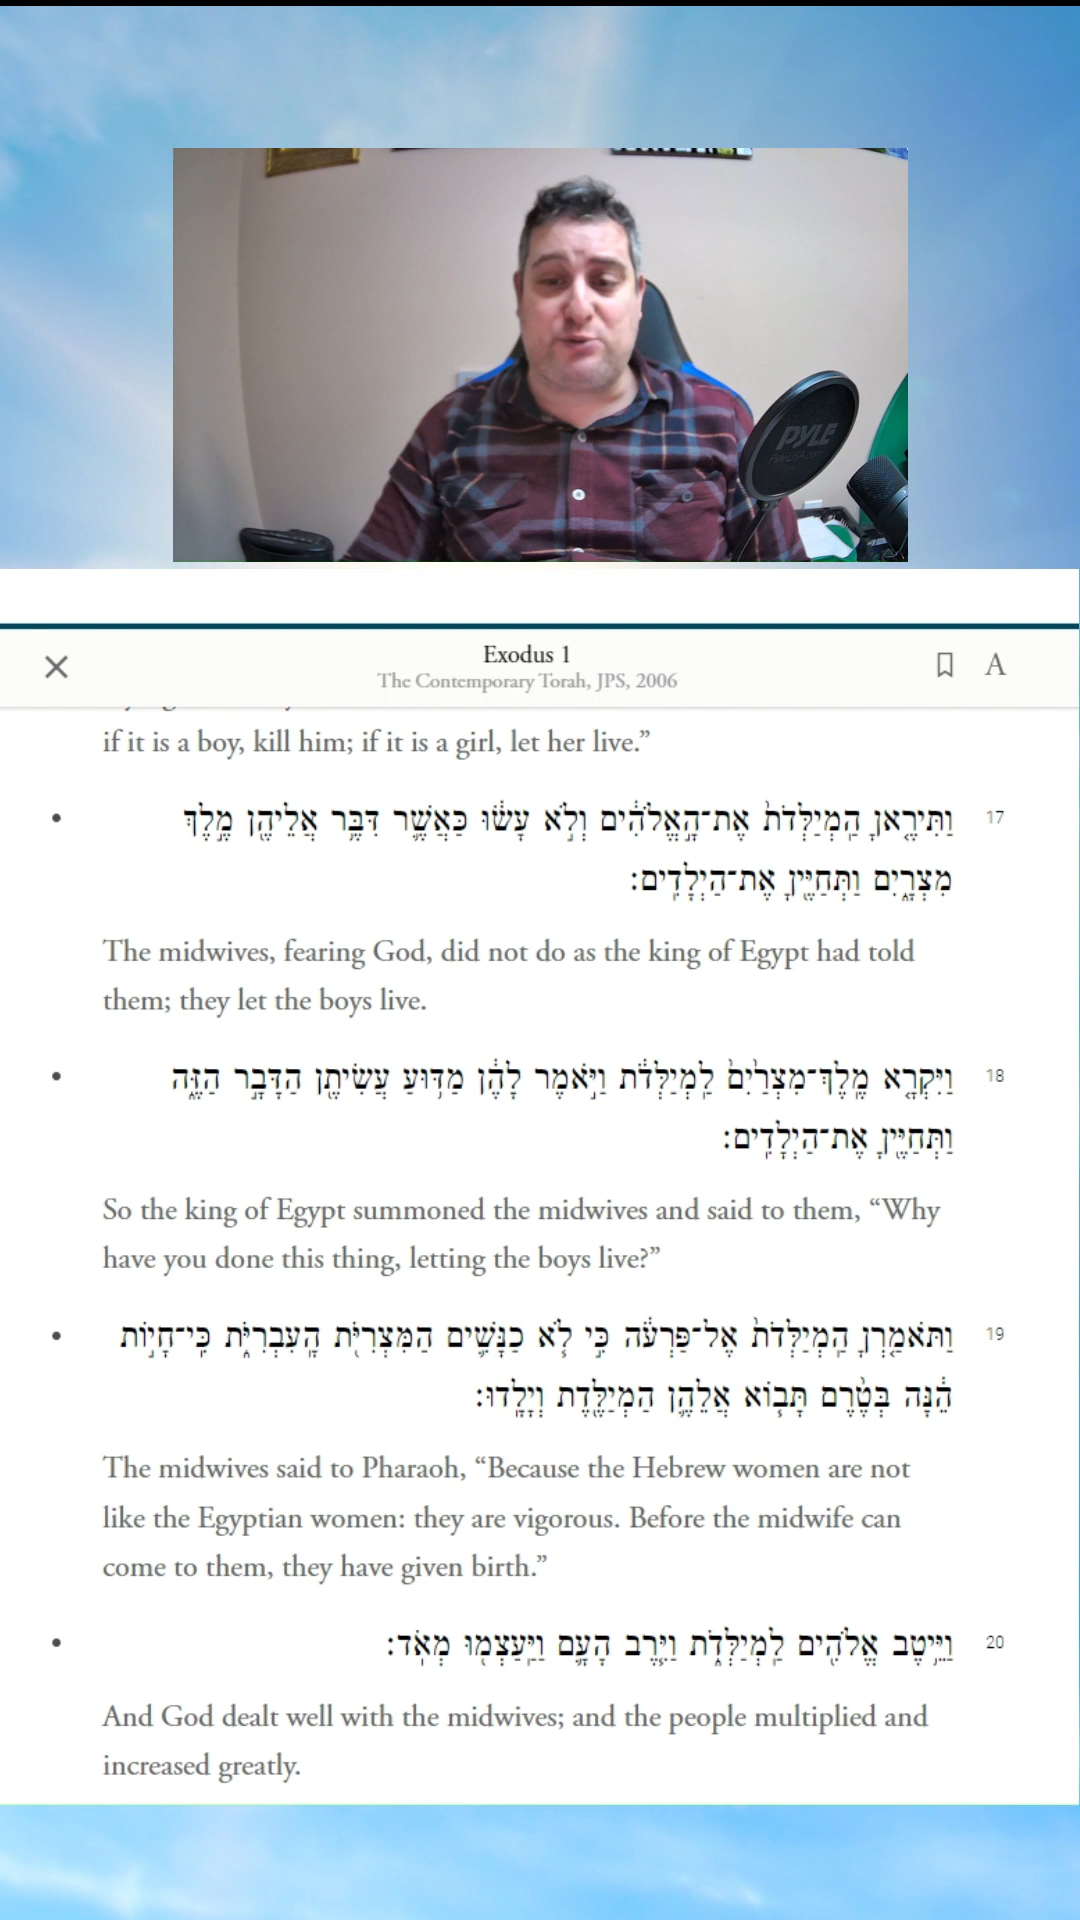 PYLE
Exodus 1
The Contemporary Torah, JPS, 2006
A
if it is a boy, kill him; if it is a girl, let her live.”
17
וַתִּירֶ֤אןָ הַֽמְיַלְּדֹת֙ אֶת־הָ֣אֱלֹהִ֔ים וְלֹ֣א עָשׂ֔וּ כַּאֲשֶׁ֛ר דִּבֶּ֥ר אֲלֵיהֶ֖ן מֶ֣לֶךְ
מִצְרָ֑יִם וַתְּחַיֶּ֖יןָ אֶת־הַיְלָדִֽים׃
The midwives, fearing God, did not do as the king of Egypt had told
them; they let the boys live.
18
וַיִּקְרָ֤א מֶֽלֶךְ־מִצְרַ֙יִם֙ לַֽמְיַלְּדֹ֔ת וַיֹּ֣אמֶר לָהֶ֔ן מַדּ֥וּעַ עֲשִׂיתֶ֖ן הַדָּבָ֣ר הַזֶּ֑ה
וַתְּחַיֶּ֖יןָ אֶת־הַיְלָדִֽים׃
So the king of Egypt summoned the midwives and said to them, “Why
have you done this thing, letting the boys live?”
19
וַתֹּאמַ֤רְןָ הַֽמְיַלְּדֹת֙ אֶל־פַּרְעֹ֔ה כִּ֣י לֹ֧א כַנָּשִׁ֛ים הַמִּצְרִיֹּ֖ת הָֽעִבְרִיֹּ֑ת כִּֽי־חָי֣וֹת
הֵ֔נָּה בְּטֶ֨רֶם תָּב֧וֹא אֲלֵהֶ֛ן הַמְיַלֶּ֖דֶת וְיָלָֽדוּ׃
The midwives said to Pharaoh, “Because the Hebrew women are not
like the Egyptian women: they are vigorous. Before the midwife can
come to them, they have given birth.”
20
וַיֵּ֥יטֶב אֱלֹהִ֖ים לַֽמְיַלְּדֹ֑ת וַיִּ֧רֶב הָעָ֛ם וַיַּֽעַצְמ֖וּ מְאֹֽד׃
And God dealt well with the midwives; and the people multiplied and
increased greatly.